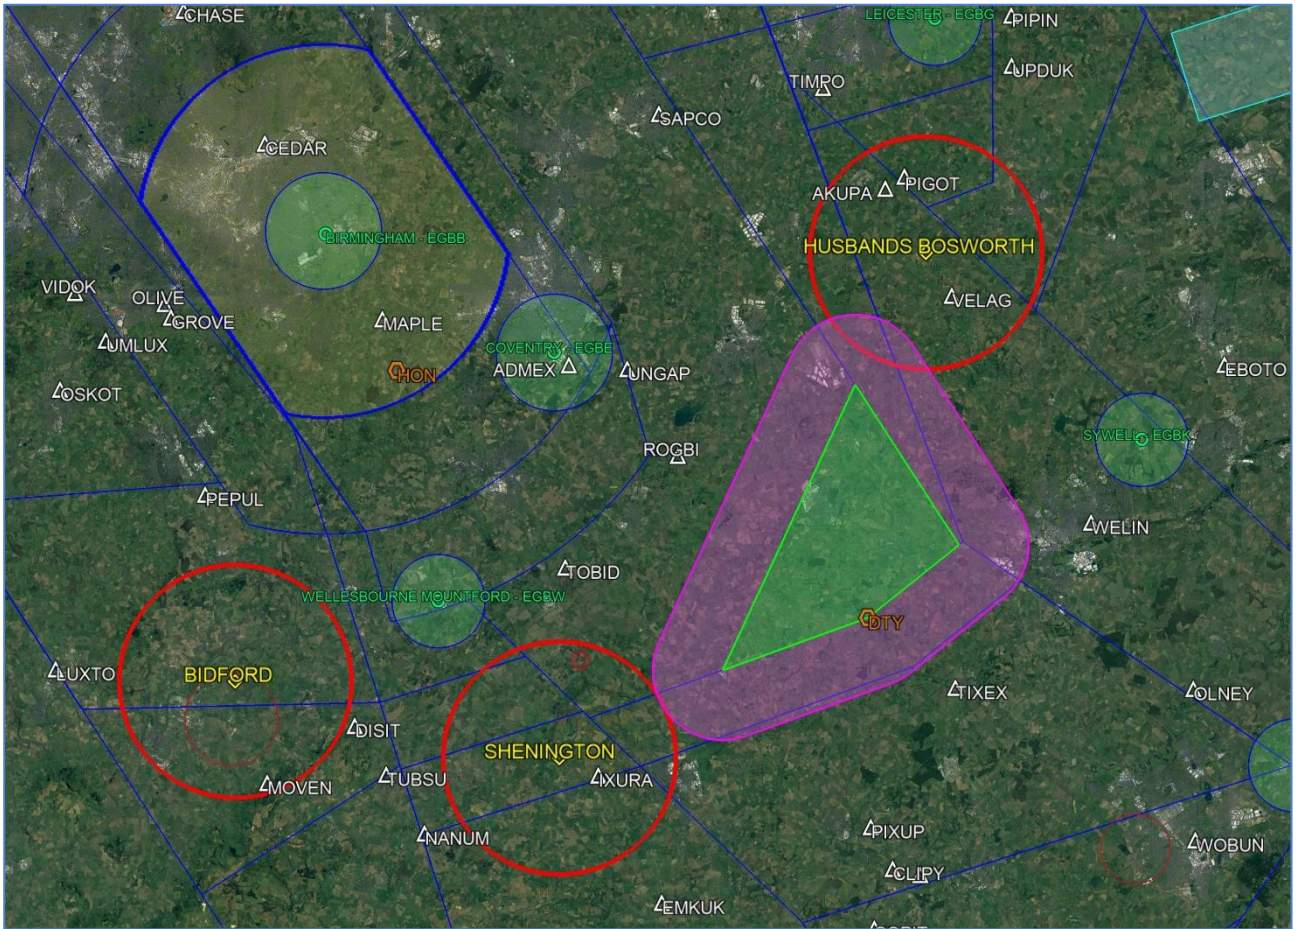 CHASE
LEICESTER - EGBG
PIPIN
UPDUK
TIMPO
SAPCO
CEDAR
PIGOT
AKUPA
BIRMINGHAM - EGBB
HUSBANDS BOSWORTH
VIDOK
OLIVE
VELAG
GROVE
MAPLE
UMLUX
COVENTRY - EGBE
ADMEX
UNGAP
HON
EBOTO
OSKOT
SYWELL - EGBK
ROGBI
PEPUL
WELIN
TOBID
WELLESBOURNE MOUNTFORD - EGBW
DTY
LUXTO
BIDFORD
TIXEX
OLNEY
DISIT
SHENINGTON
TUBSU
IXURA
MOVEN
NANUM
PIXUP
WOBUN
CLIPY
EMKUK